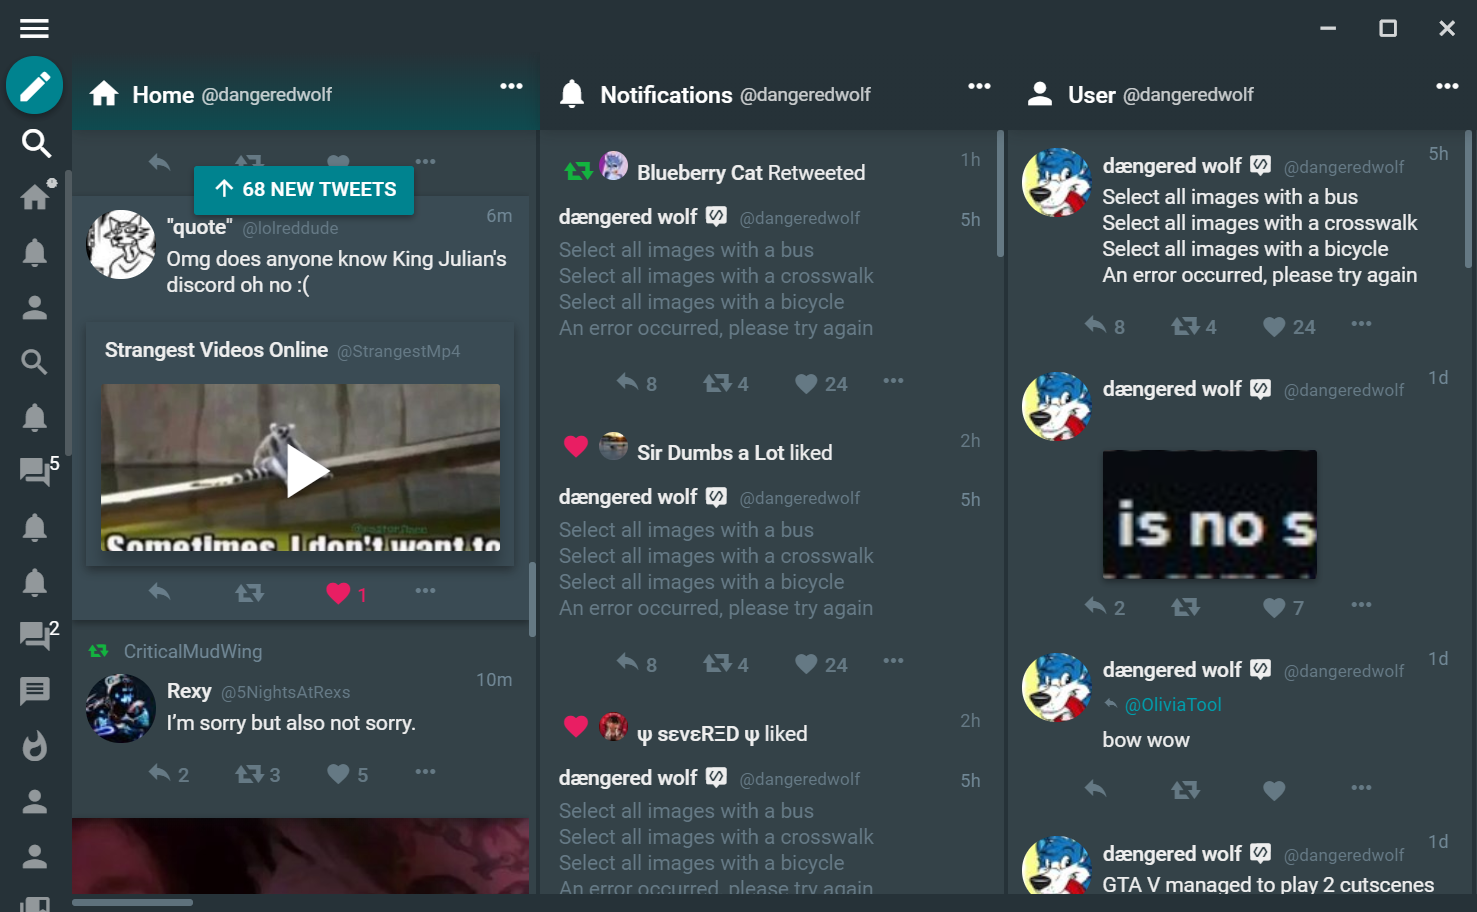 Home @dangeredwolf
68 NEW TWEETS
"quote" @lolreddude 6m
Omg does anyone know King Julian's
discord oh no :(
Strangest Videos Online @StrangestMp4
Sometimes, I don't want to
1
CriticalMudWing
Rexy @5NightsAtRexs 10m
I'm sorry but also not sorry.
2 3 5
5
2
Notifications @dangeredwolf
Blueberry Cat Retweeted 1h
dængered wolf @dangeredwolf 5h
Select all images with a bus
Select all images with a crosswalk
Select all images with a bicycle
An error occurred, please try again
8 4 24
Sir Dumbs a Lot liked 2h
dængered wolf @dangeredwolf 5h
Select all images with a bus
Select all images with a crosswalk
Select all images with a bicycle
An error occurred, please try again
8 4 24
ψ sɛvɛRΞD ψ liked 2h
dængered wolf @dangeredwolf 5h
Select all images with a bus
Select all images with a crosswalk
Select all images with a bicycle
An error occurred, please try again
User @dangeredwolf
dængered wolf @dangeredwolf 5h
Select all images with a bus
Select all images with a crosswalk
Select all images with a bicycle
An error occurred, please try again
8 4 24
dængered wolf @dangeredwolf 1d
is no s
2 7
dængered wolf @dangeredwolf 1d
@OliviaTool
bow wow
dængered wolf @dangeredwolf 1d
GTA V managed to play 2 cutscenes